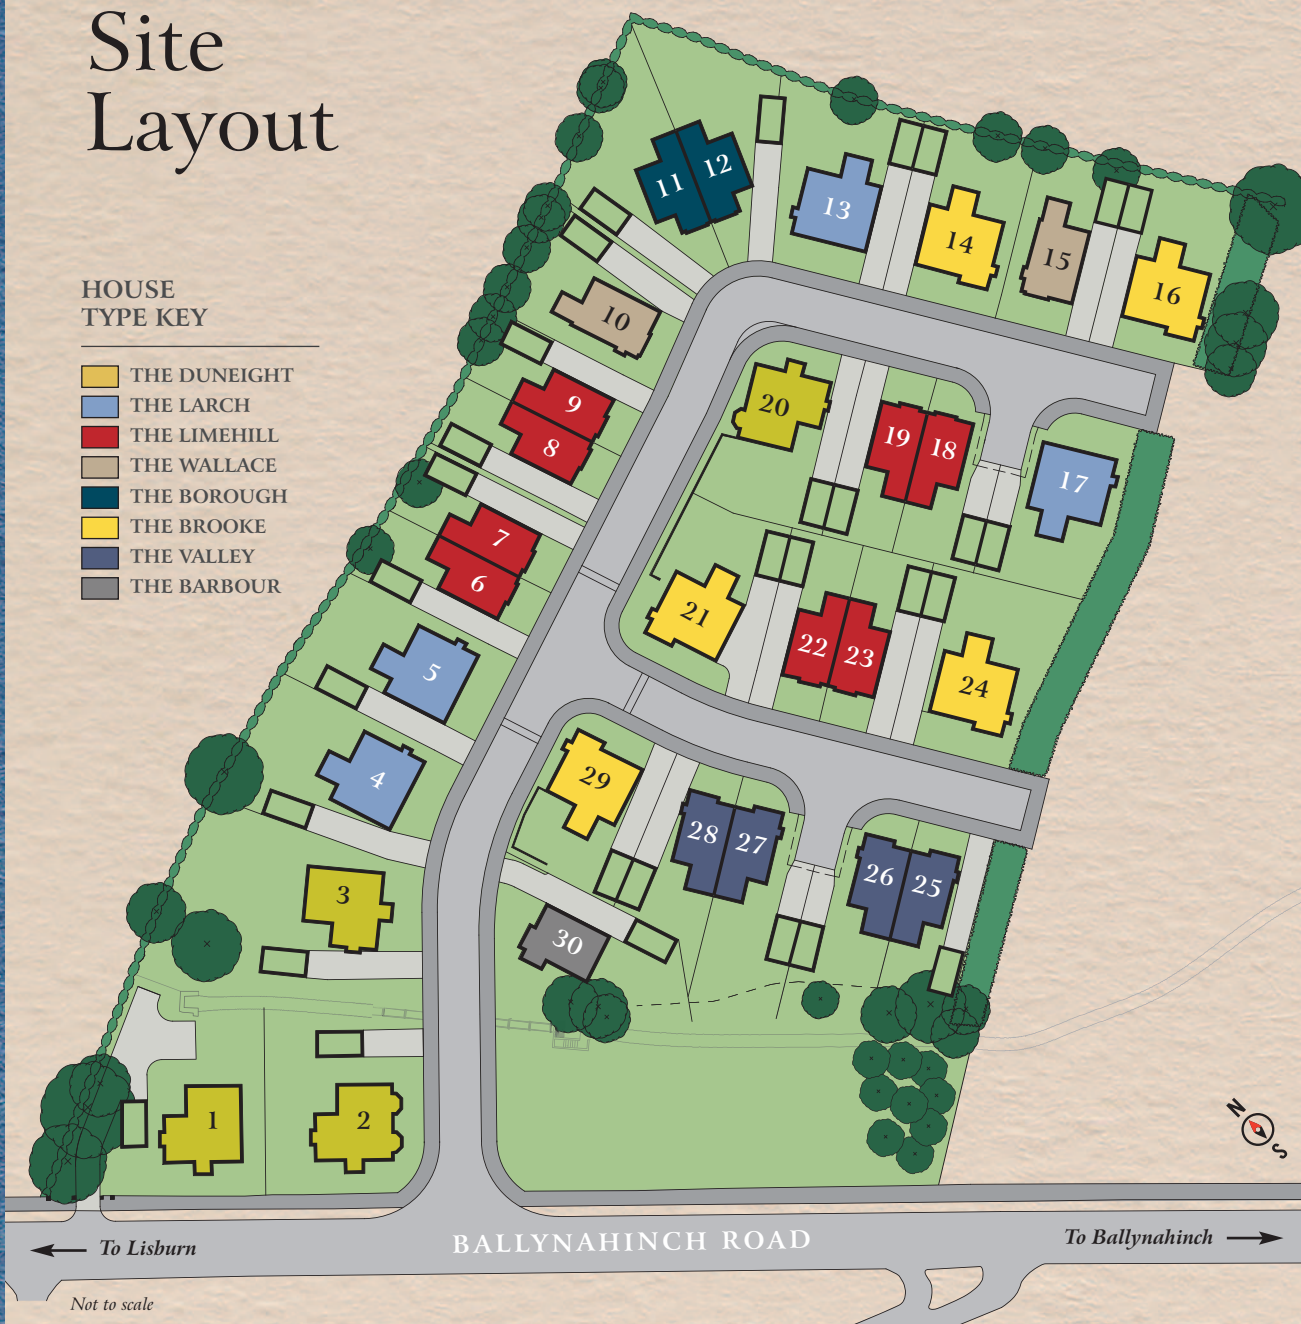 Site
Layout
HOUSE
TYPE KEY
THE DUNEIGHT
THE LARCH
THE LIMEHILL
THE WALLACE
THE BOROUGH
THE BROOKE
THE VALLEY
THE BARBOUR
11
12
13
14
15
16
10
9
8
20
19
18
17
7
6
21
22
23
24
5
4
29
28
27
26
25
3
30
1
2
N
S
BALLYNAHINCH ROAD
To Lisburn
To Ballynahinch
Not to scale